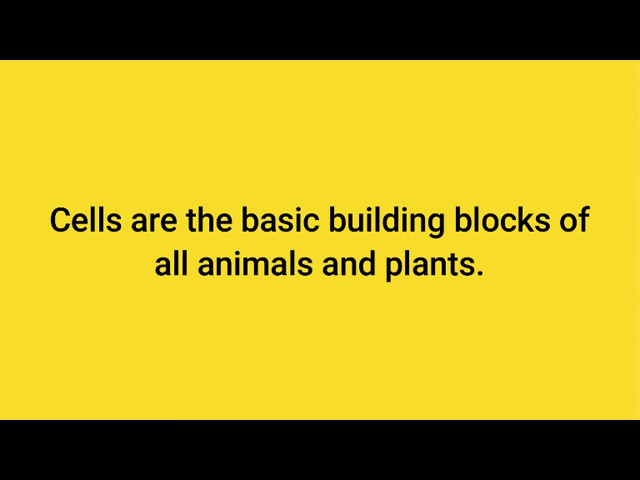 Cells are the basic building blocks of
all animals and plants.